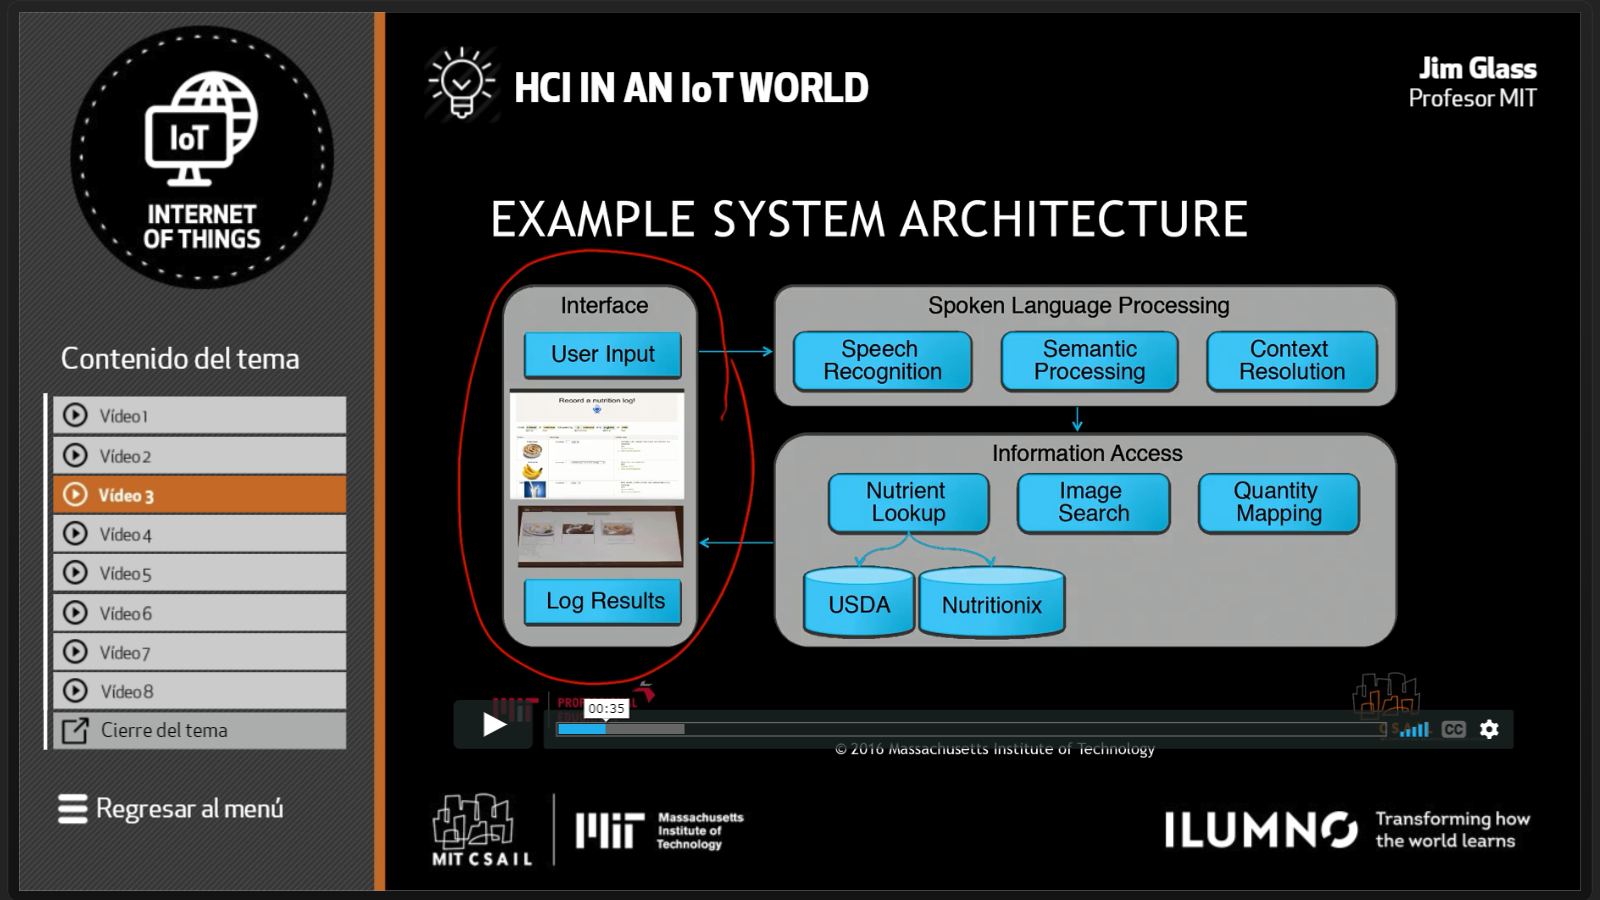 IoT
INTERNET
OF THINGS
Contenido del tema
Vídeo 1
Vídeo 2
Vídeo 3
Vídeo 4
Vídeo 5
Vídeo 6
Vídeo 7
Vídeo 8
Cierre del tema
Regresar al menú
HCI IN AN IoT WORLD
Jim Glass
Profesor MIT
EXAMPLE SYSTEM ARCHITECTURE
Interface
User Input
Record a nutrition log!
Log Results
Spoken Language Processing
Speech
Recognition
Semantic
Processing
Context
Resolution
Information Access
Nutrient
Lookup
Image
Search
Quantity
Mapping
USDA
Nutritionix
00:35
CC
© 2016 Massachusetts Institute of Technology
MIT CSAIL
MIT
Massachusetts
Institute of
Technology
ILUMNO
Transforming how
the world learns